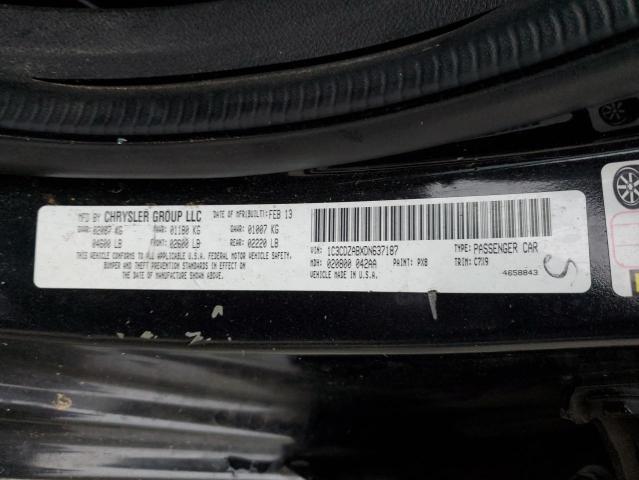 MFD BY CHRYSLER GROUP LLC DATE OF MFR(BUILT): FEB 13
GVWR: 02087 KG GAWR: 01180 KG GAWR: 01007 KG
04600 LB FRONT: 02600 LB REAR: 02220 LB
THIS VEHICLE CONFORMS TO ALL APPLICABLE U.S.A. FEDERAL MOTOR VEHICLE SAFETY,
BUMPER AND THEFT PREVENTION STANDARDS IN EFFECT ON
THE DATE OF MANUFACTURE SHOWN ABOVE.
VIN: 1C3CDZABXDN637187 TYPE: PASSENGER CAR
MDH: 020800 042AA PAINT: PX8 TRIM: C7X9
VEHICLE MADE IN U.S.A. 4658843
S